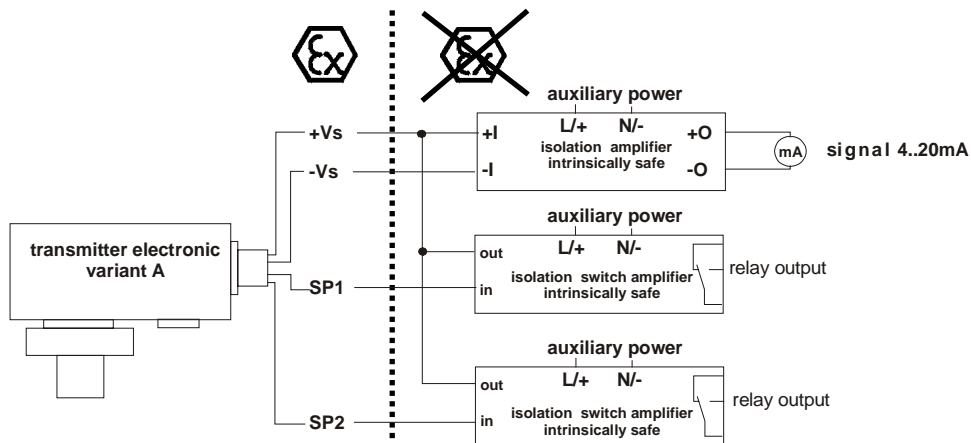 εx
εx
auxiliary power
+Vs
+I
L/+ N/-
+O
isolation amplifier
intrinsically safe
mA
signal 4..20mA
-Vs
-I
-O
auxiliary power
transmitter electronic
variant A
out
L/+ N/-
relay output
isolation switch amplifier
SP1
in
intrinsically safe
auxiliary power
out
L/+ N/-
relay output
SP2
in
isolation switch amplifier
intrinsically safe